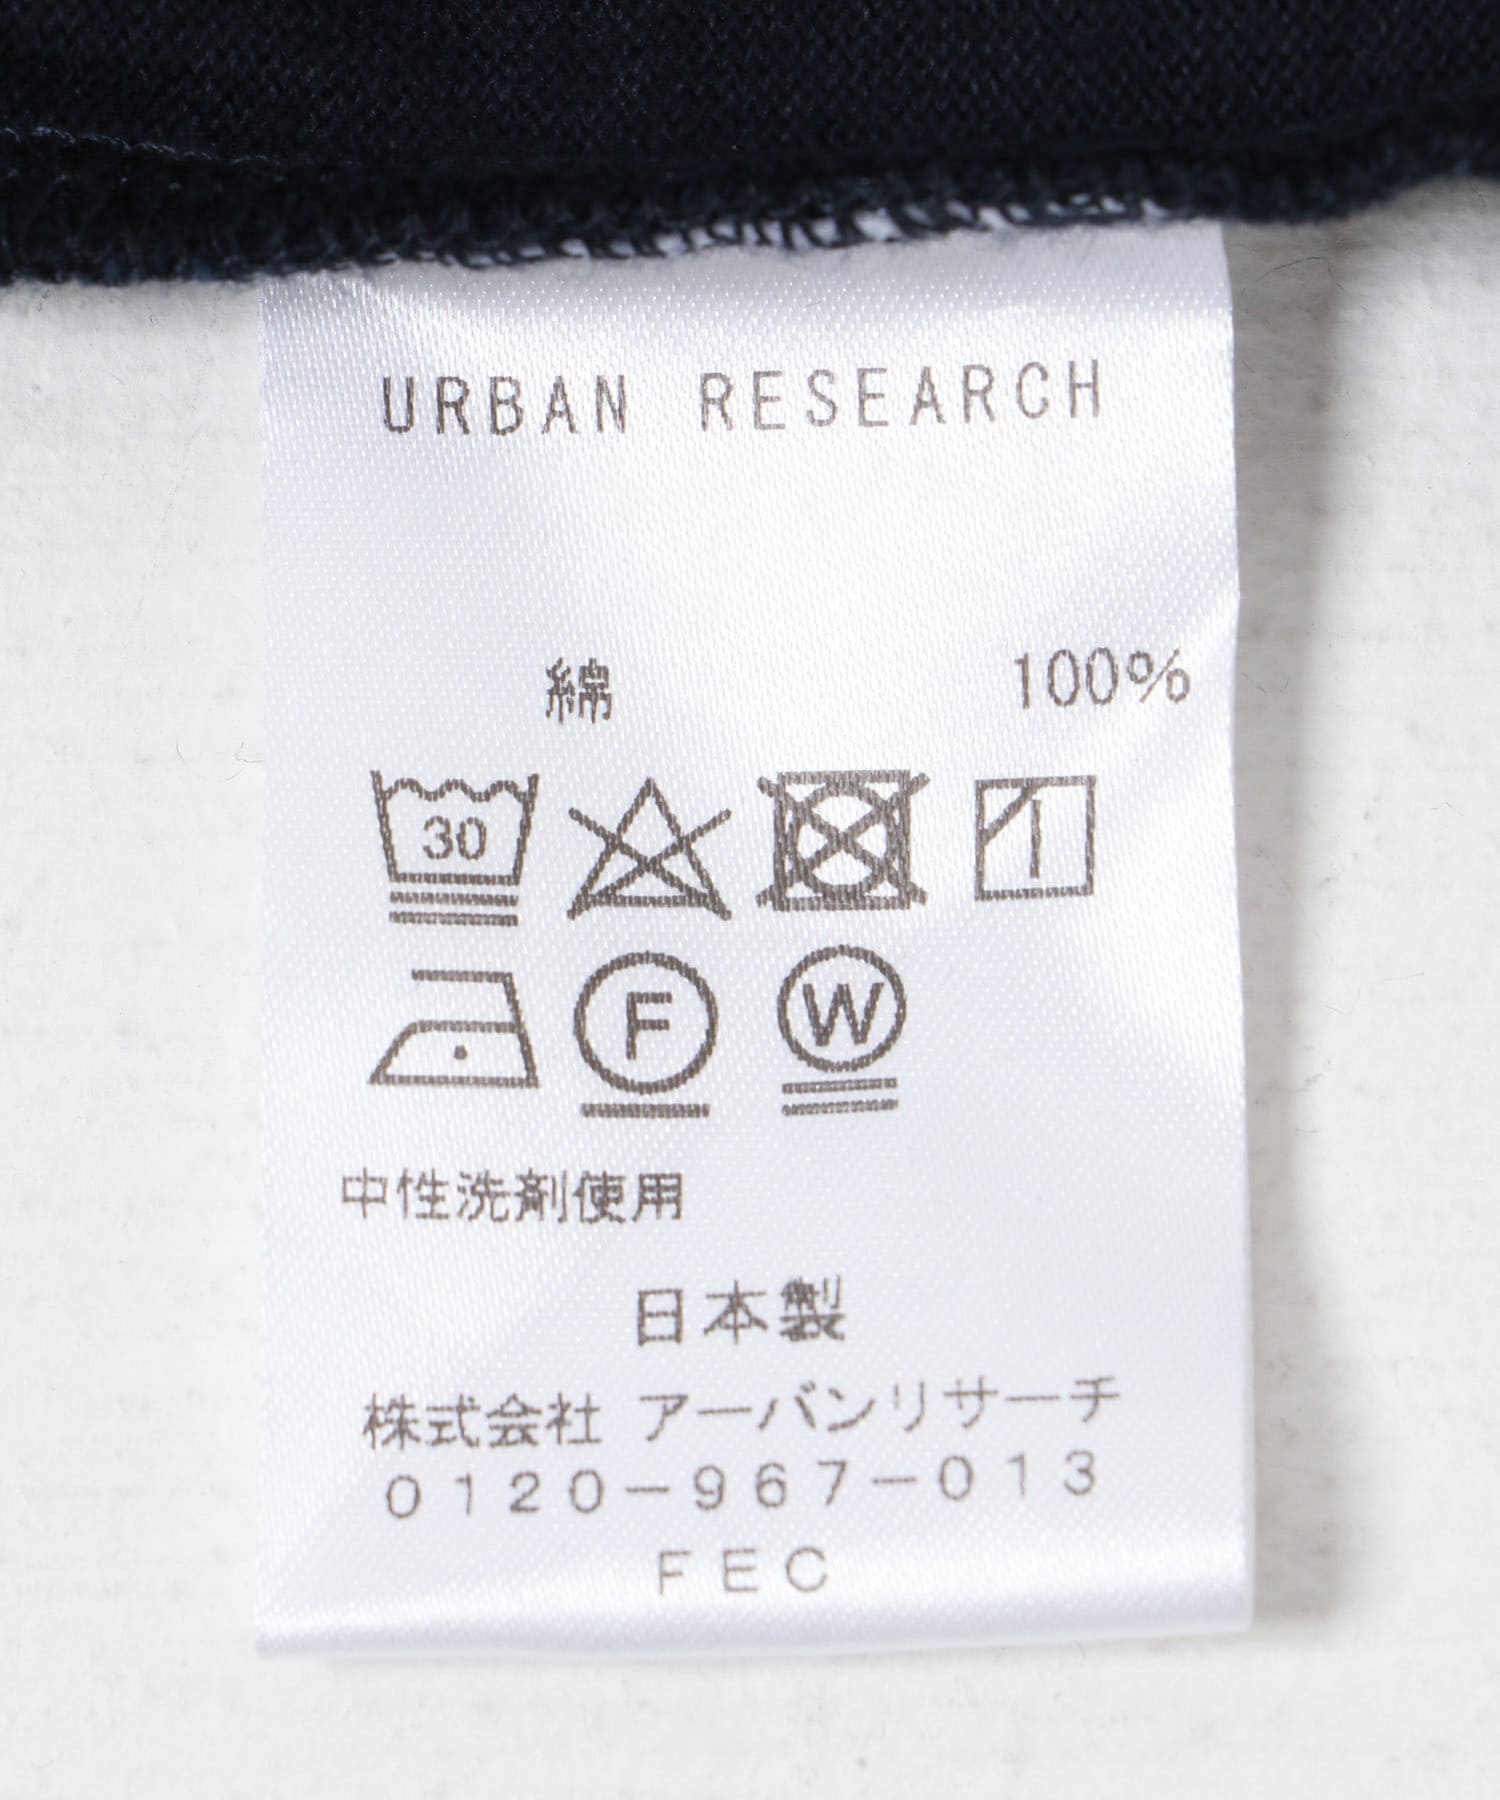 URBAN RESEARCH
綿 100%
30
F W
中性洗剤使用
日本製
株式会社 アーバンリサーチ
0120-967-013
FEC